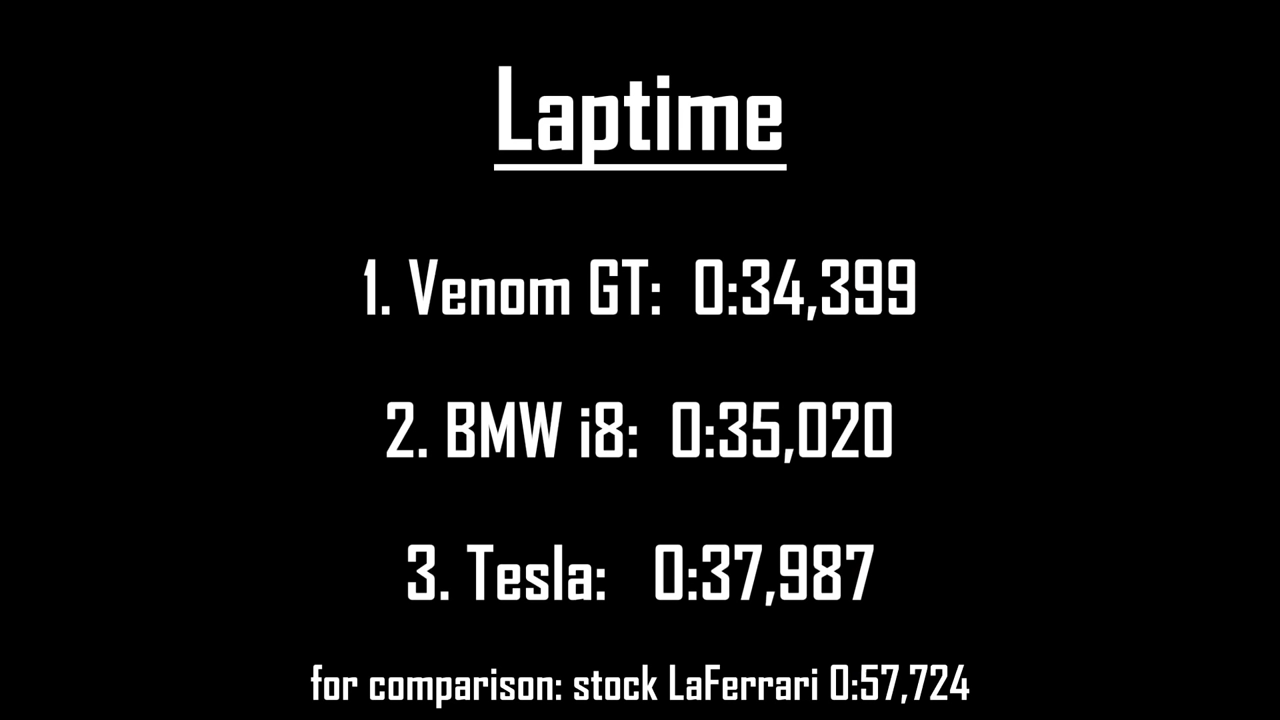 Laptime
1. Venom GT: 0:34,399
2. BMW i8: 0:35,020
3. Tesla: 0:37,987
for comparison: stock LaFerrari 0:57,724